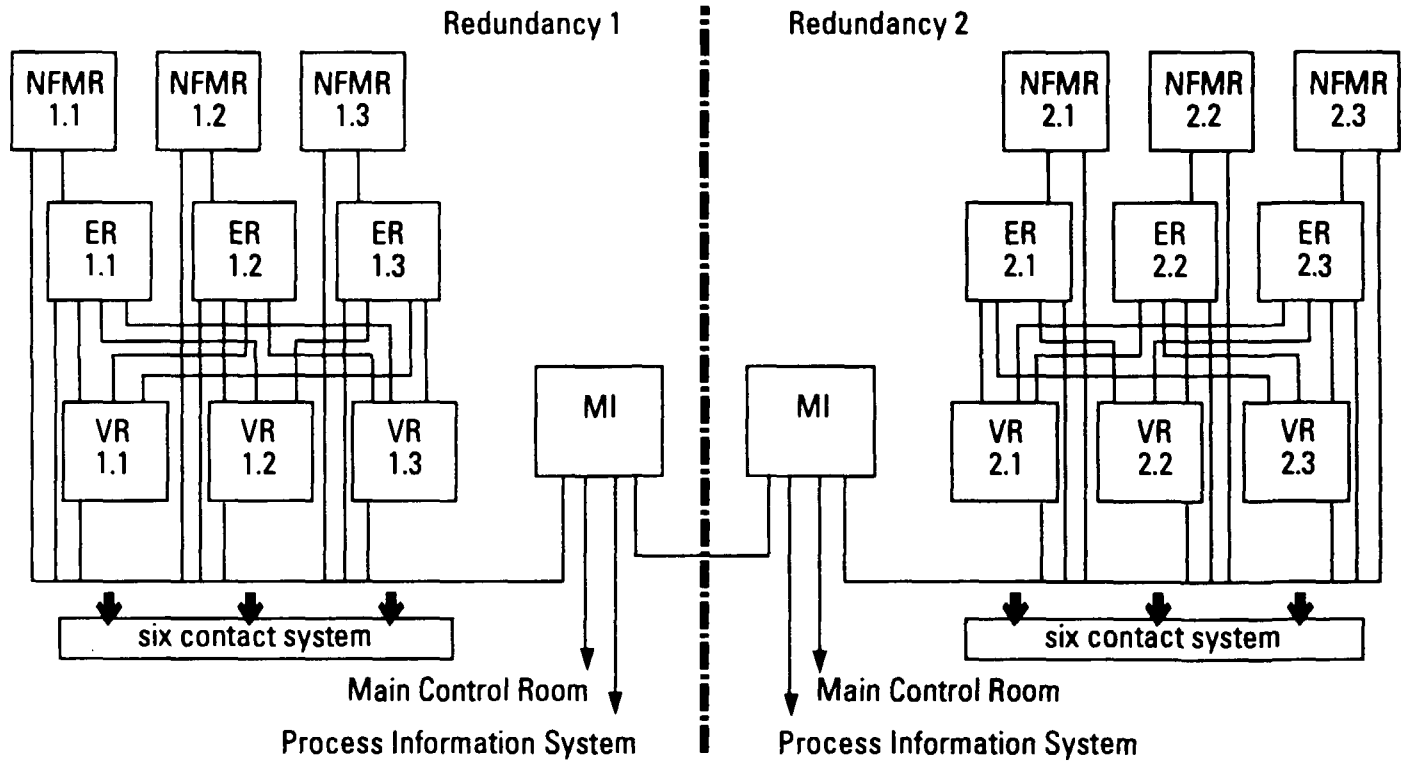 Redundancy 1
Redundancy 2
NFMR
1.1
NFMR
1.2
NFMR
1.3
NFMR
2.1
NFMR
2.2
NFMR
2.3
ER
1.1
ER
1.2
ER
1.3
ER
2.1
ER
2.2
ER
2.3
VR
1.1
VR
1.2
VR
1.3
MI
MI
VR
2.1
VR
2.2
VR
2.3
six contact system
six contact system
Main Control Room
Main Control Room
Process Information System
Process Information System